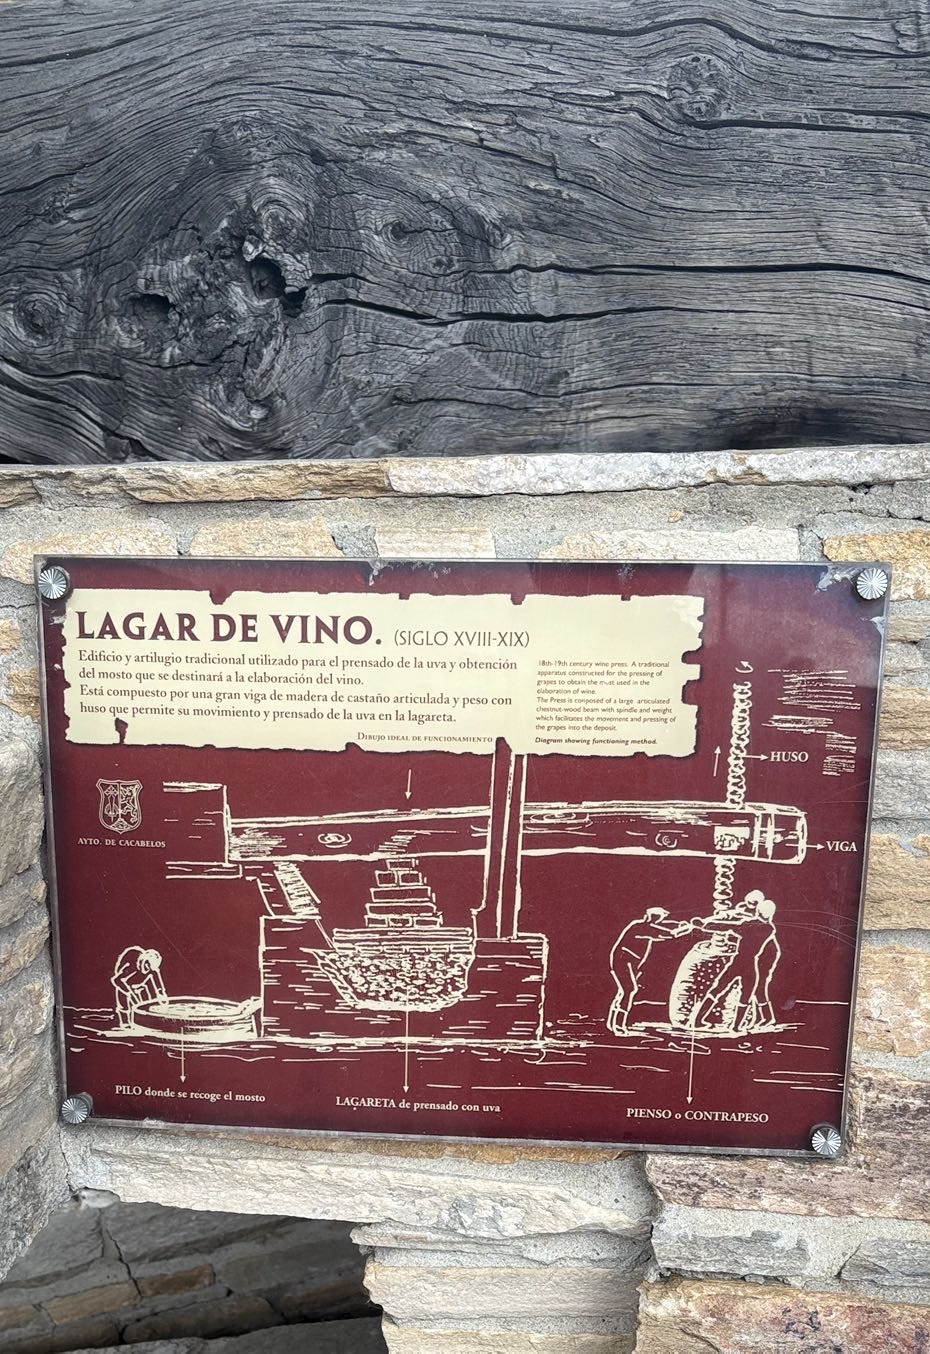 LAGAR DE VINO. (SIGLO XVIII-XIX)
Edificio y artilugio tradicional utilizado para el prensado de la uva y obtención
del mosto que se destinará a la elaboración del vino.
Está compuesto por una gran viga de madera de castaño articulada y peso con
huso que permite su movimiento y prensado de la uva en la lagareta.
DIBUJO IDEAL DE FUNCIONAMIENTO
18th-19th century wine press. A traditional
apparatus constructed for the pressing of
grapes to obtain the must used in the
elaboration of wine.
The Press is conposed of a large articulated
chestnut-wood beam with spindle and weight
which facilitates the movement and pressing of
the grapes into the deposit.
Diagram showing functioning method.
HUSO
AYTO. DE CACABELOS
VIGA
PILO donde se recoge el mosto
LAGARETA de prensado con uva
PIENSO o CONTRAPESO